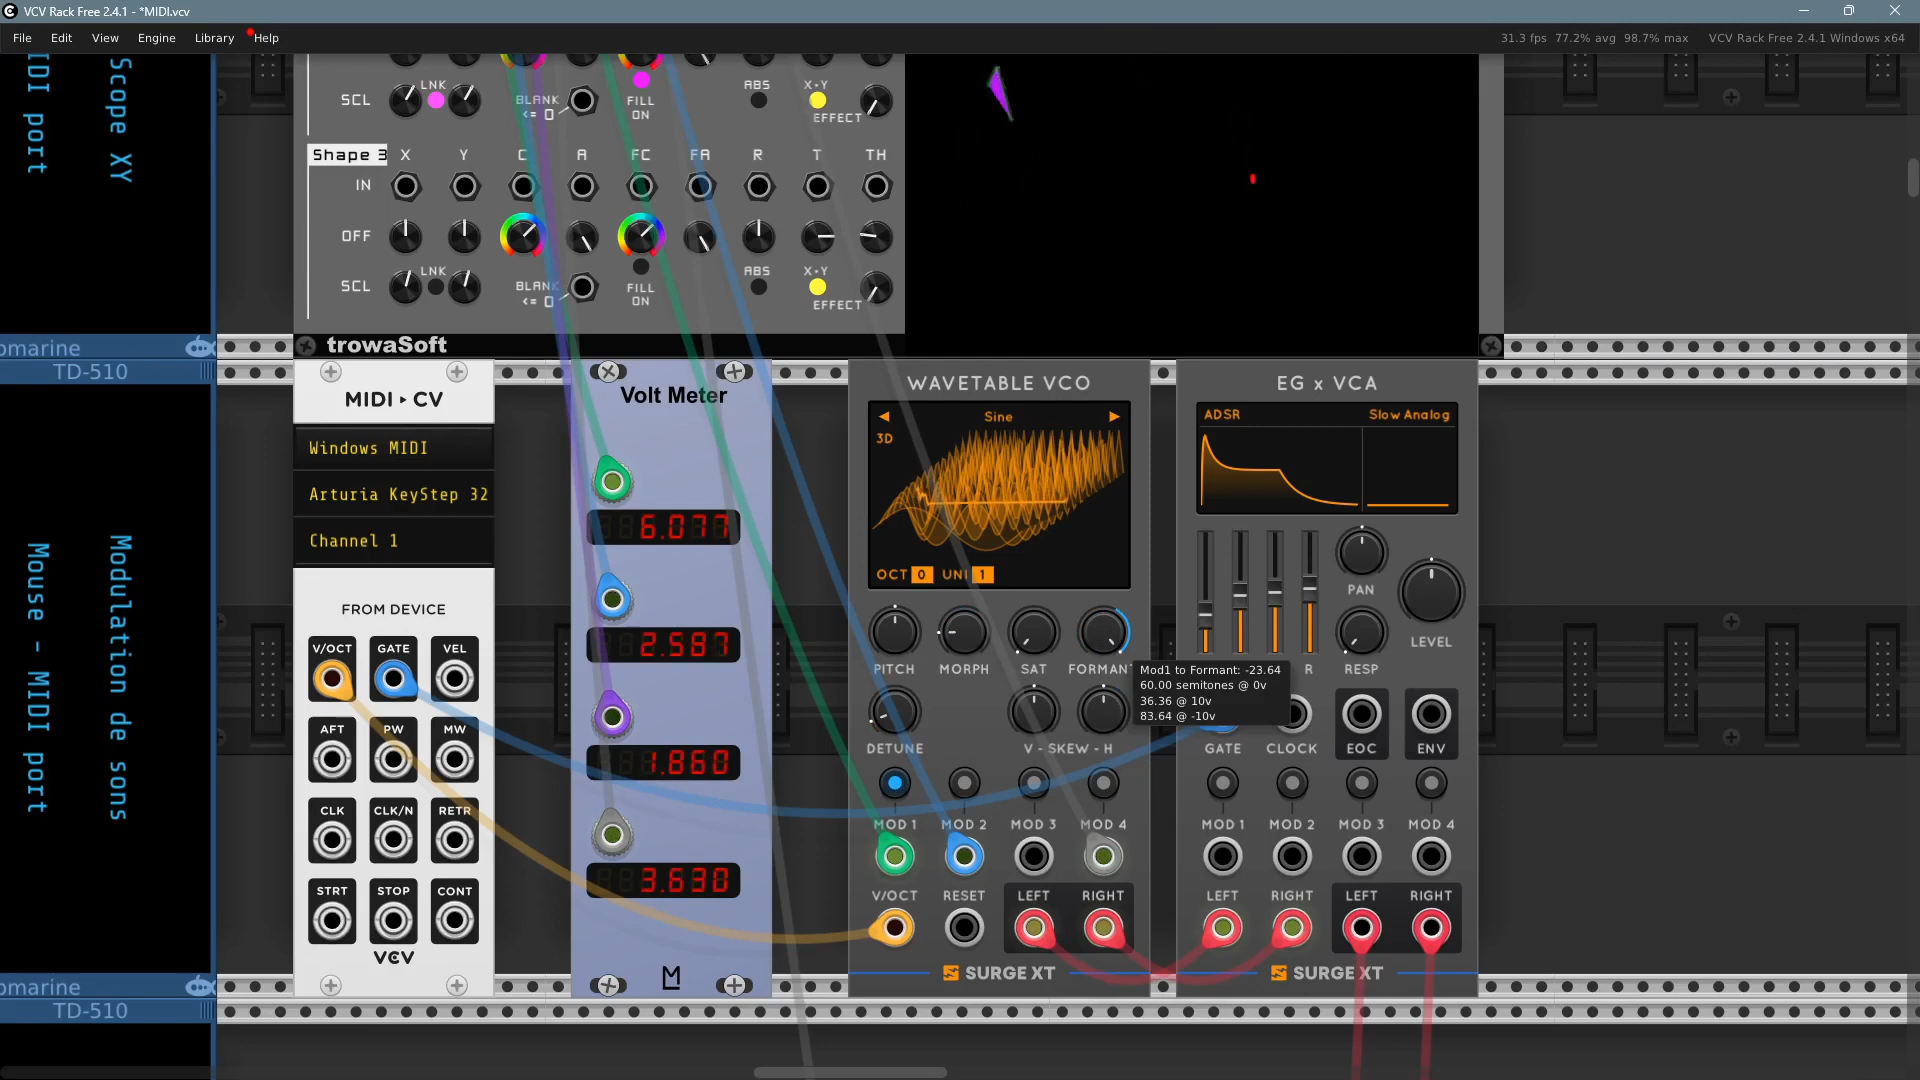 VCV Rack Free 2.4.1 - *MIDI.vcv
File Edit View Engine Library Help
31.3 fps 77.2% avg 98.7% max VCV Rack Free 2.4.1 Windows x64
IDI port
Scope XY
SCL LNK BLANK <= 0 FILL ON ABS X•Y EFFECT
Shape 3 X Y C A FC FA R T TH
IN
OFF
SCL LNK BLANK <= 0 FILL ON ABS X•Y EFFECT
trowaSoft
omarine
TD-510
Mouse - MIDI port
Modulation de sons
omarine
TD-510
MIDI ▸ CV
Windows MIDI
Arturia KeyStep 32
Channel 1
FROM DEVICE
V/OCT GATE VEL
AFT PW MW
CLK CLK/N RETR
STRT STOP CONT
VCV
Volt Meter
6.077
2.587
1.860
3.630
WAVETABLE VCO
Sine
3D
OCT 0 UNI 1
PITCH MORPH SAT FORMANT
DETUNE V - SKEW - H
MOD 1 MOD 2 MOD 3 MOD 4
V/OCT RESET LEFT RIGHT
SURGE XT
Mod1 to Formant: -23.64
60.00 semitones @ 0v
36.36 @ 10v
83.64 @ -10v
EG x VCA
ADSR Slow Analog
PAN
LEVEL
R RESP
GATE CLOCK EOC ENV
MOD 1 MOD 2 MOD 3 MOD 4
LEFT RIGHT LEFT RIGHT
SURGE XT